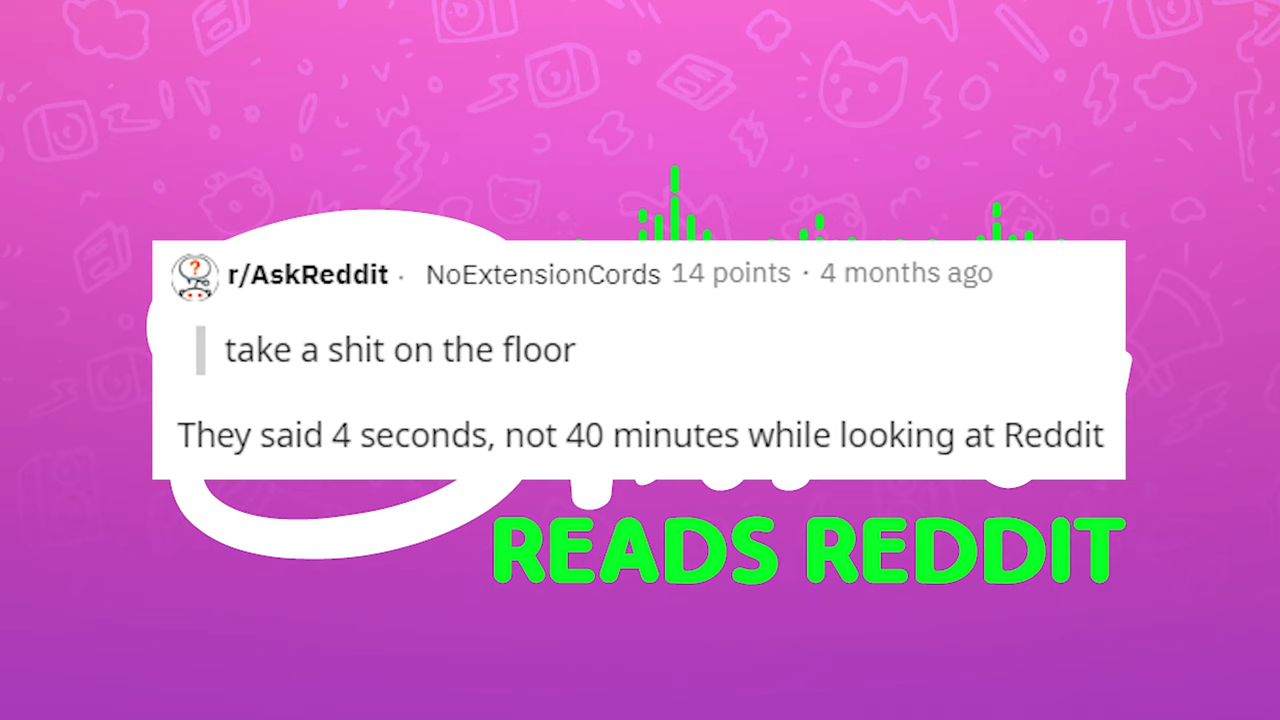 r/AskReddit · NoExtensionCords 14 points · 4 months ago
take a shit on the floor
They said 4 seconds, not 40 minutes while looking at Reddit
READS REDDIT